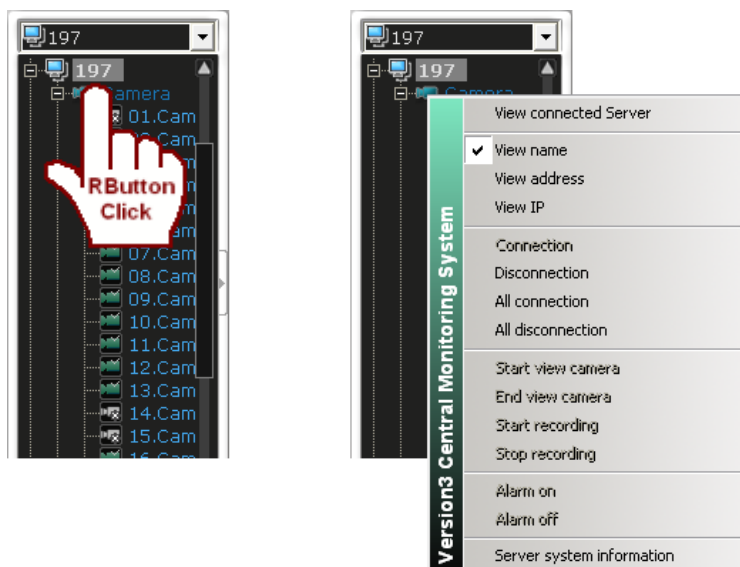 197
197
Camera
01.Cam
RButton
Click
07.Cam
08.Cam
09.Cam
10.Cam
11.Cam
12.Cam
13.Cam
14.Cam
15.Cam
16.Cam
197
197
Camera
View connected Server
View name
View address
View IP
Connection
Disconnection
All connection
All disconnection
Start view camera
End view camera
Start recording
Stop recording
Alarm on
Alarm off
Server system information
Version3 Central Monitoring System